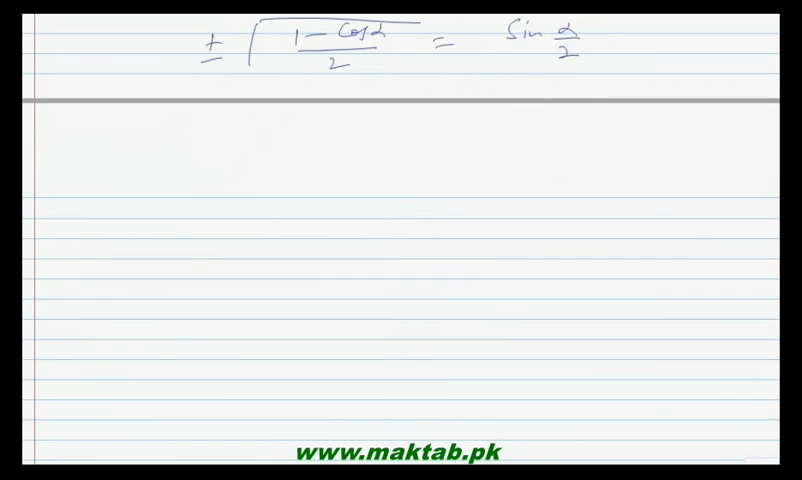 ± √(1 - Cos α / 2) = Sin α/2
www.maktab.pk